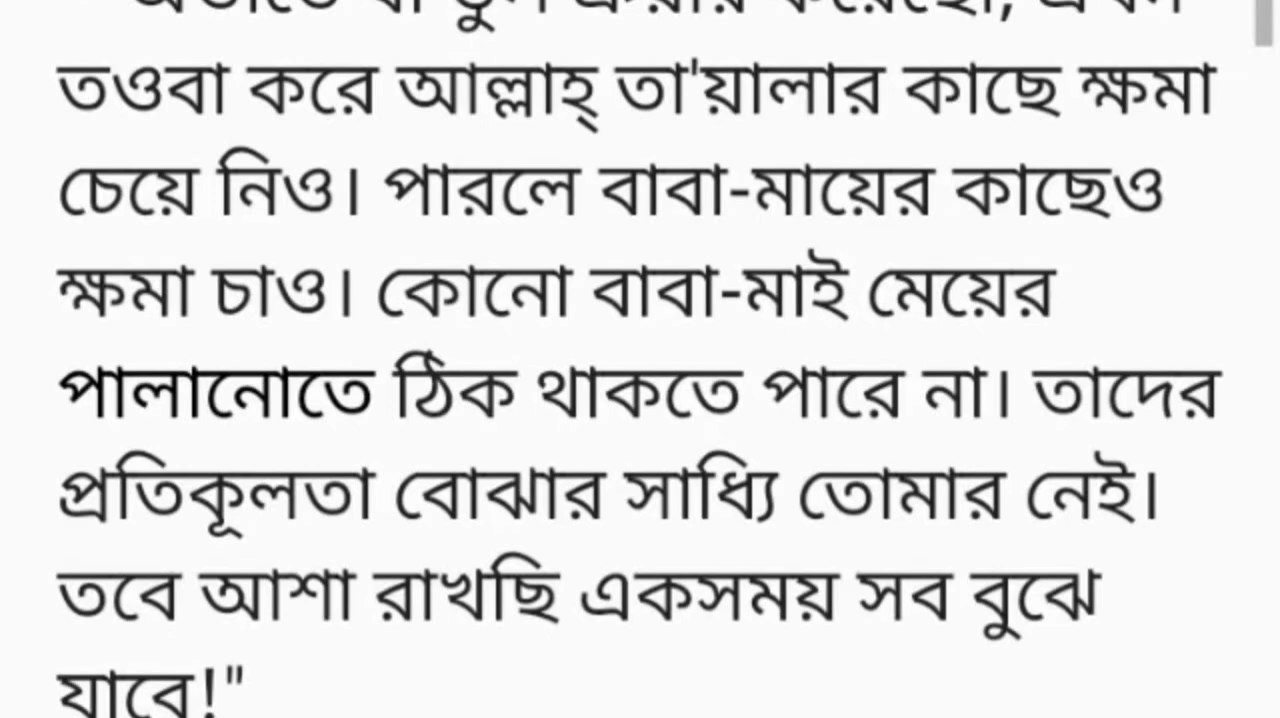 তওবা করে আল্লাহ্ তা'য়ালার কাছে ক্ষমা
চেয়ে নিও। পারলে বাবা-মায়ের কাছেও
ক্ষমা চাও। কোনো বাবা-মাই মেয়ের
পালানোতে ঠিক থাকতে পারে না। তাদের
প্রতিকূলতা বোঝার সাধ্যি তোমার নেই।
তবে আশা রাখছি একসময় সব বুঝে
যাবে!"